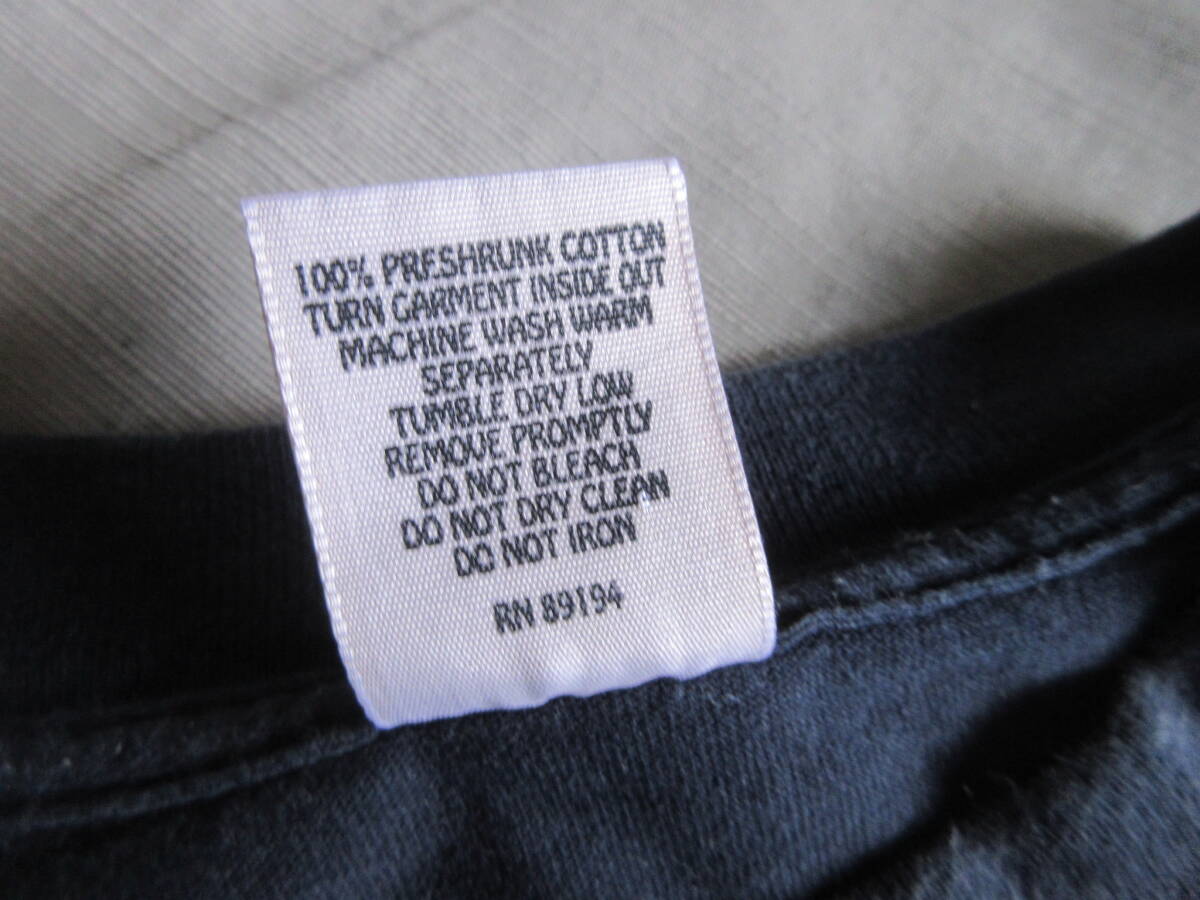 100% PRESHRUNK COTTON
TURN GARMENT INSIDE OUT
MACHINE WASH WARM
SEPARATELY
TUMBLE DRY LOW
REMOVE PROMPTLY
DO NOT BLEACH
DO NOT DRY CLEAN
DO NOT IRON
RN 89194